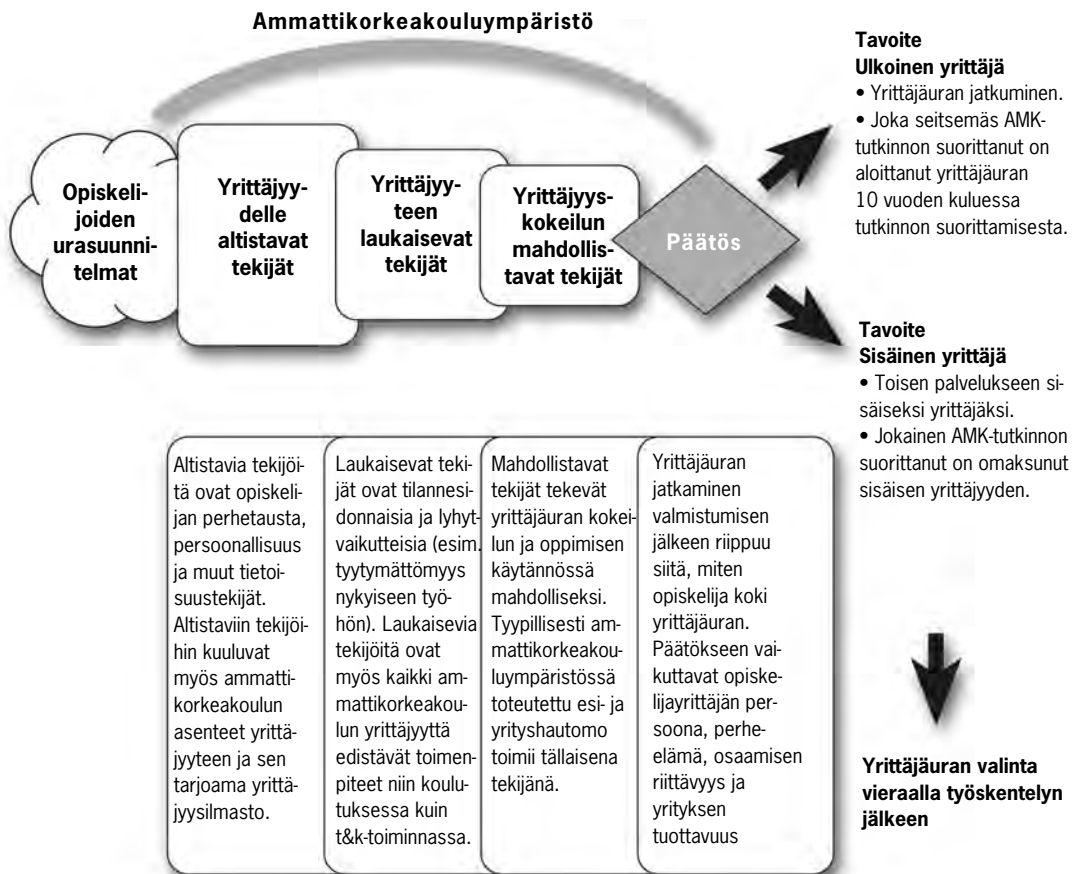 Ammattikorkeakouluympäristö
Opiskeli-
joiden
urasuunni-
telmat
Yrittäjyy-
delle
altistavat
tekijät
Yrittäjyy-
teen
laukaisevat
tekijät
Yrittäjyys-
kokeilun
mahdollis-
tavat tekijät
Päätös
Tavoite
Ulkoinen yrittäjä
• Yrittäjäuran jatkuminen.
• Joka seitsemäs AMK-
tutkinnon suorittanut on
aloittanut yrittäjäuran
10 vuoden kuluessa
tutkinnon suorittamisesta.
Tavoite
Sisäinen yrittäjä
• Toisen palvelukseen si-
säiseksi yrittäjäksi.
• Jokainen AMK-tutkinnon
suorittanut on omaksunut
sisäisen yrittäjyyden.
Yrittäjäuran valinta
vieraalla työskentelyn
jälkeen
Altistavia tekijöi-
tä ovat opiskeli-
jan perhetausta,
persoonallisuus
ja muut tietoi-
suustekijät.
Altistaviin tekijöi-
hin kuuluvat
myös ammatti-
korkeakoulun
asenteet yrittä-
jyyteen ja sen
tarjoama yrittä-
jyysilmasto.
Laukaisevat teki-
jät ovat tilannesi-
donnaisia ja lyhyt-
vaikutteisia (esim.
tyytymättömyys
nykyiseen työ-
hön). Laukaisevia
tekijöitä ovat
myös kaikki am-
mattikorkeakou-
lun yrittäjyyttä
edistävät toimen-
piteet niin koulu-
tuksessa kuin
t&k-toiminnassa.
Mahdollistavat
tekijät tekevät
yrittäjäuran kokei-
lun ja oppimisen
käytännössä
mahdolliseksi.
Tyypillisesti am-
mattikorkeakou-
luympäristössä
toteutettu esi- ja
yrityshautomo
toimii tällaisena
tekijänä.
Yrittäjäuran
jatkaminen
valmistumisen
jälkeen riippuu
siitä, miten
opiskelija koki
yrittäjäuran.
Päätökseen vai-
kuttavat opiske-
lijayrittäjän per-
soona, perhe-
elämä, osaamisen
riittävyys ja
yrityksen
tuottavuus